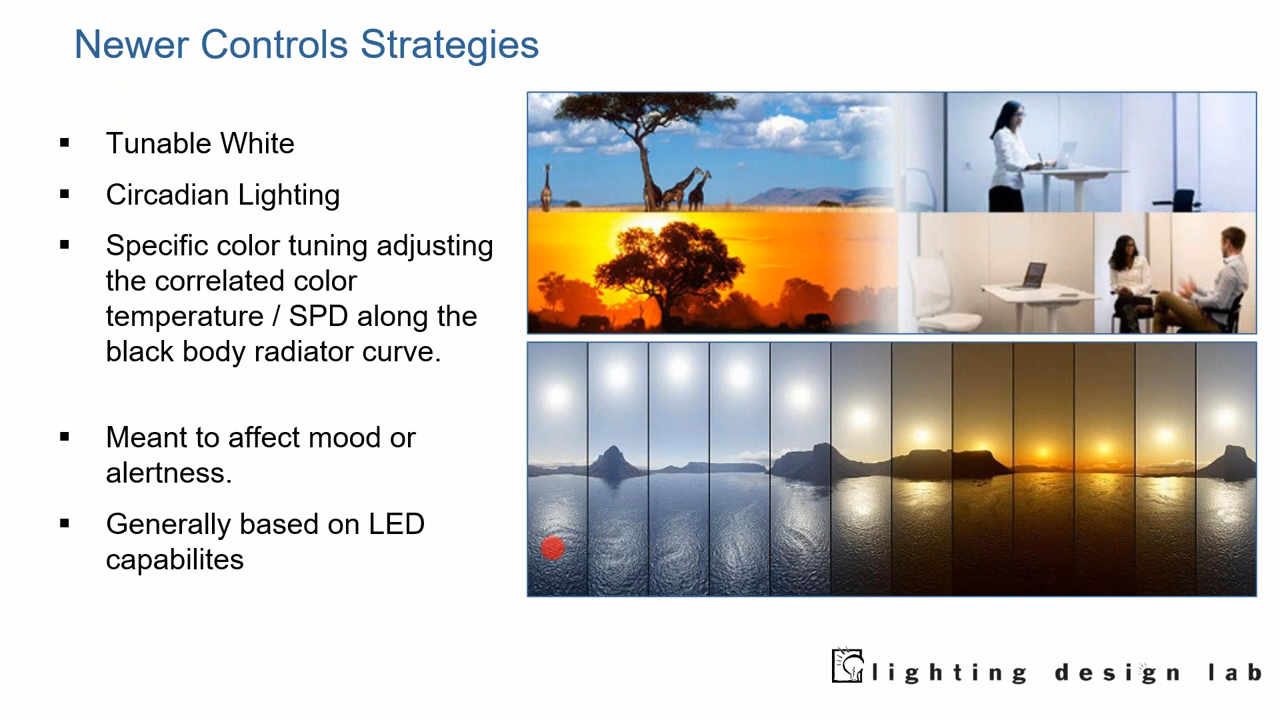 Newer Controls Strategies
▪ Tunable White
▪ Circadian Lighting
▪ Specific color tuning adjusting
the correlated color
temperature / SPD along the
black body radiator curve.
▪ Meant to affect mood or
alertness.
▪ Generally based on LED
capabilites
lighting design lab